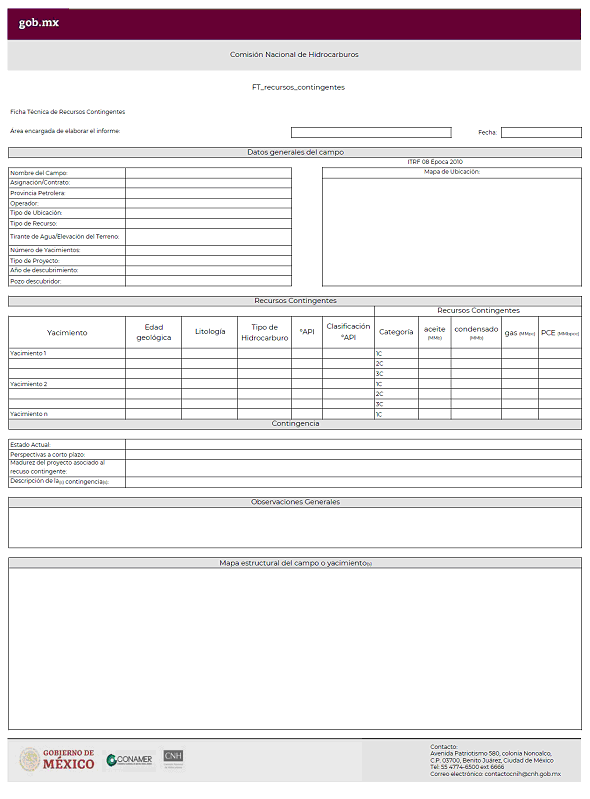 gob.mx
Comisión Nacional de Hidrocarburos
FT_recursos_contingentes
Ficha Técnica de Recursos Contingentes
Area encargada de elaborar el informe:
Fecha:
Datos generales del campo
ITRF 08 Epoca 2010
Nombre del Campo:
Mapa de Ubicación:
Asignación/Contrato:
Provincia Petrolera:
Operador:
Tipo de Ubicación:
Tipo de Recurso:
Tirante de Agua/Elevación del Terreno:
Número de Yacimientos:
Tipo de Proyecto:
Año de descubrimiento:
Pozo descubridor:
Recursos Contingentes
Recursos Contingentes
Yacimiento Edad geológica Litología Tipo de Hidrocarburo °API Clasificación °API Categoría aceite (MMb) condensado (MMb) gas (MMpc) PCE (MMbpce)
Yacimiento 1 1C
2C
3C
Yacimiento 2 1C
2C
3C
Yacimiento n 1C
Contingencia
Estado Actual:
Perspectivas a corto plazo:
Madurez del proyecto asociado al
recuso contingente:
Descripción de la(s) contingencia(s):
Observaciones Generales
Mapa estructural del campo o yacimiento(s)
GOBIERNO DE
MÉXICO
CONAMER
CNH
Contacto:
Avenida Patriotismo 580, colonia Nonoalco,
C.P. 03700, Benito Juárez, Ciudad de México
Tel: 55 4774-6500 ext 6666
Correo electrónico: contactocnih@cnh.gob.mx